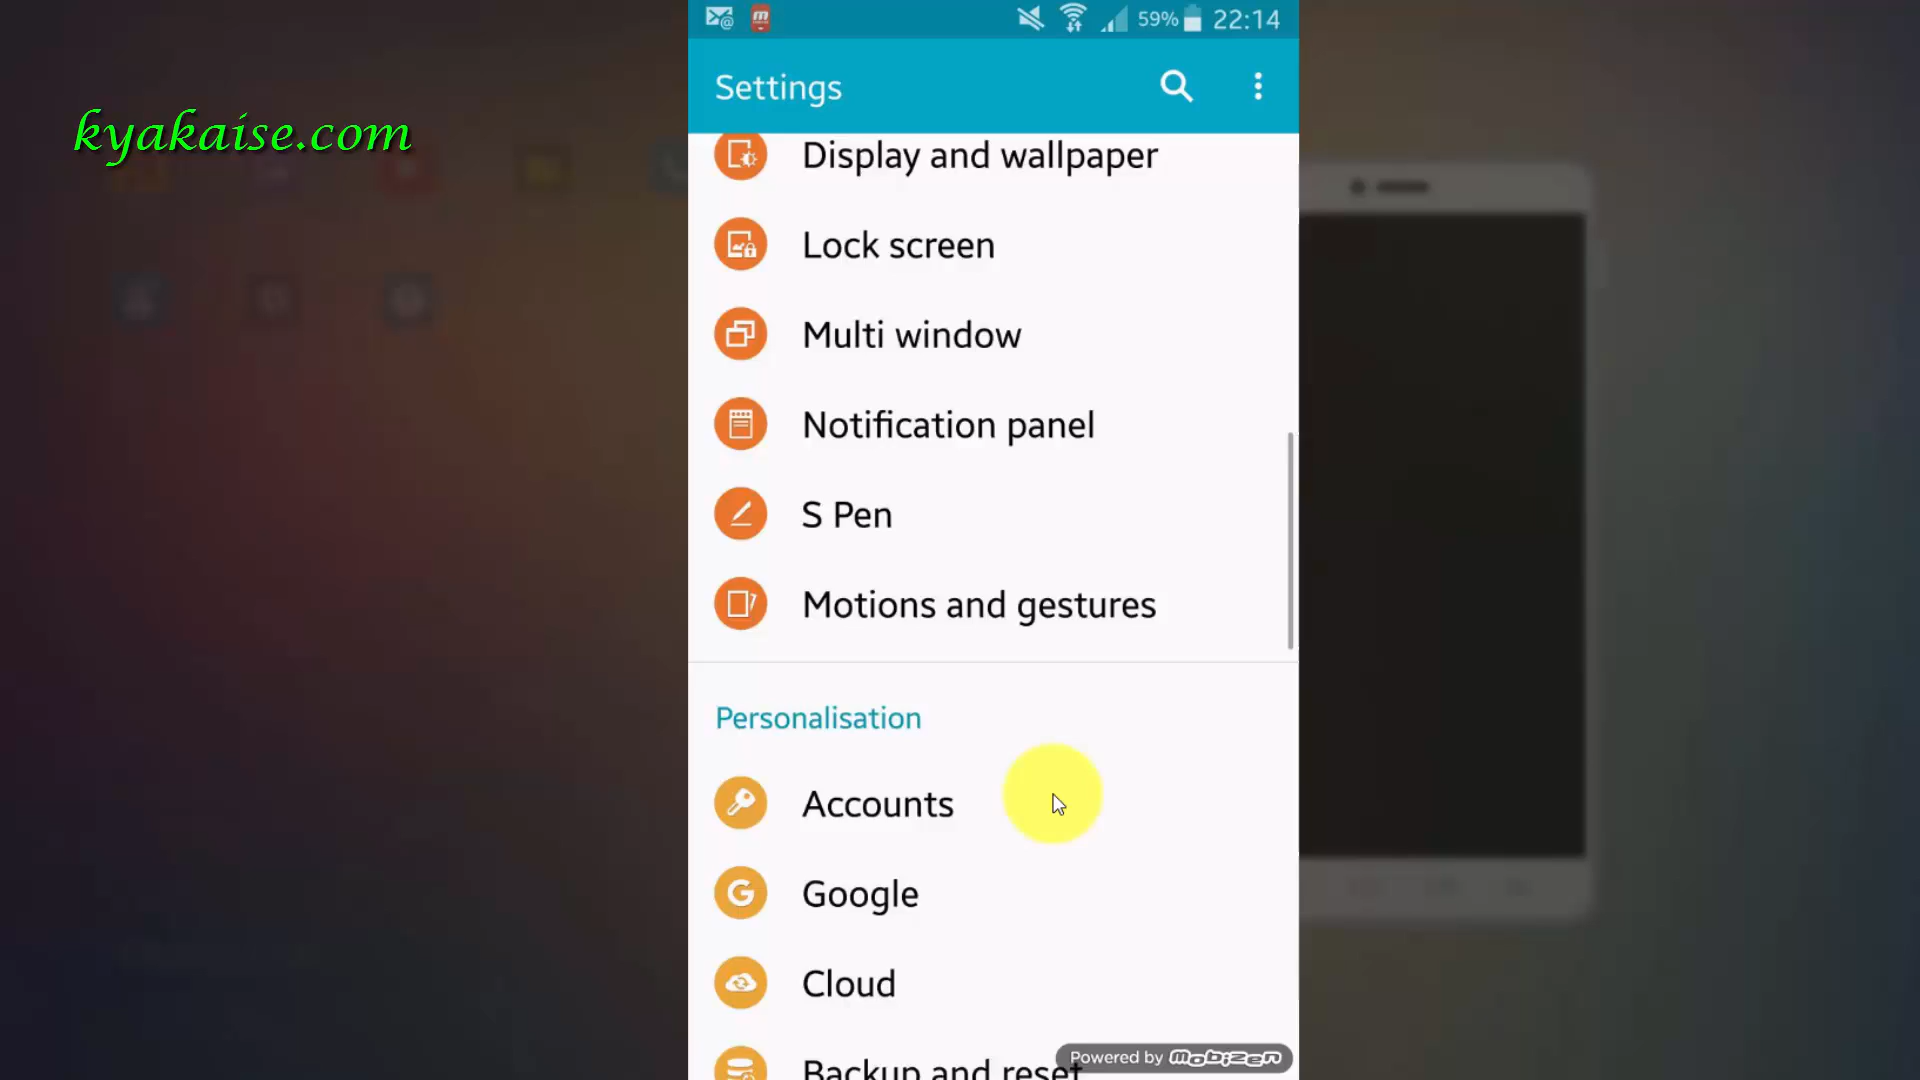 kyakaise.com
59% 22:14
Settings
Display and wallpaper
Lock screen
Multi window
Notification panel
S Pen
Motions and gestures
Personalisation
Accounts
Google
Cloud
Backup and reset
Powered by mobizen